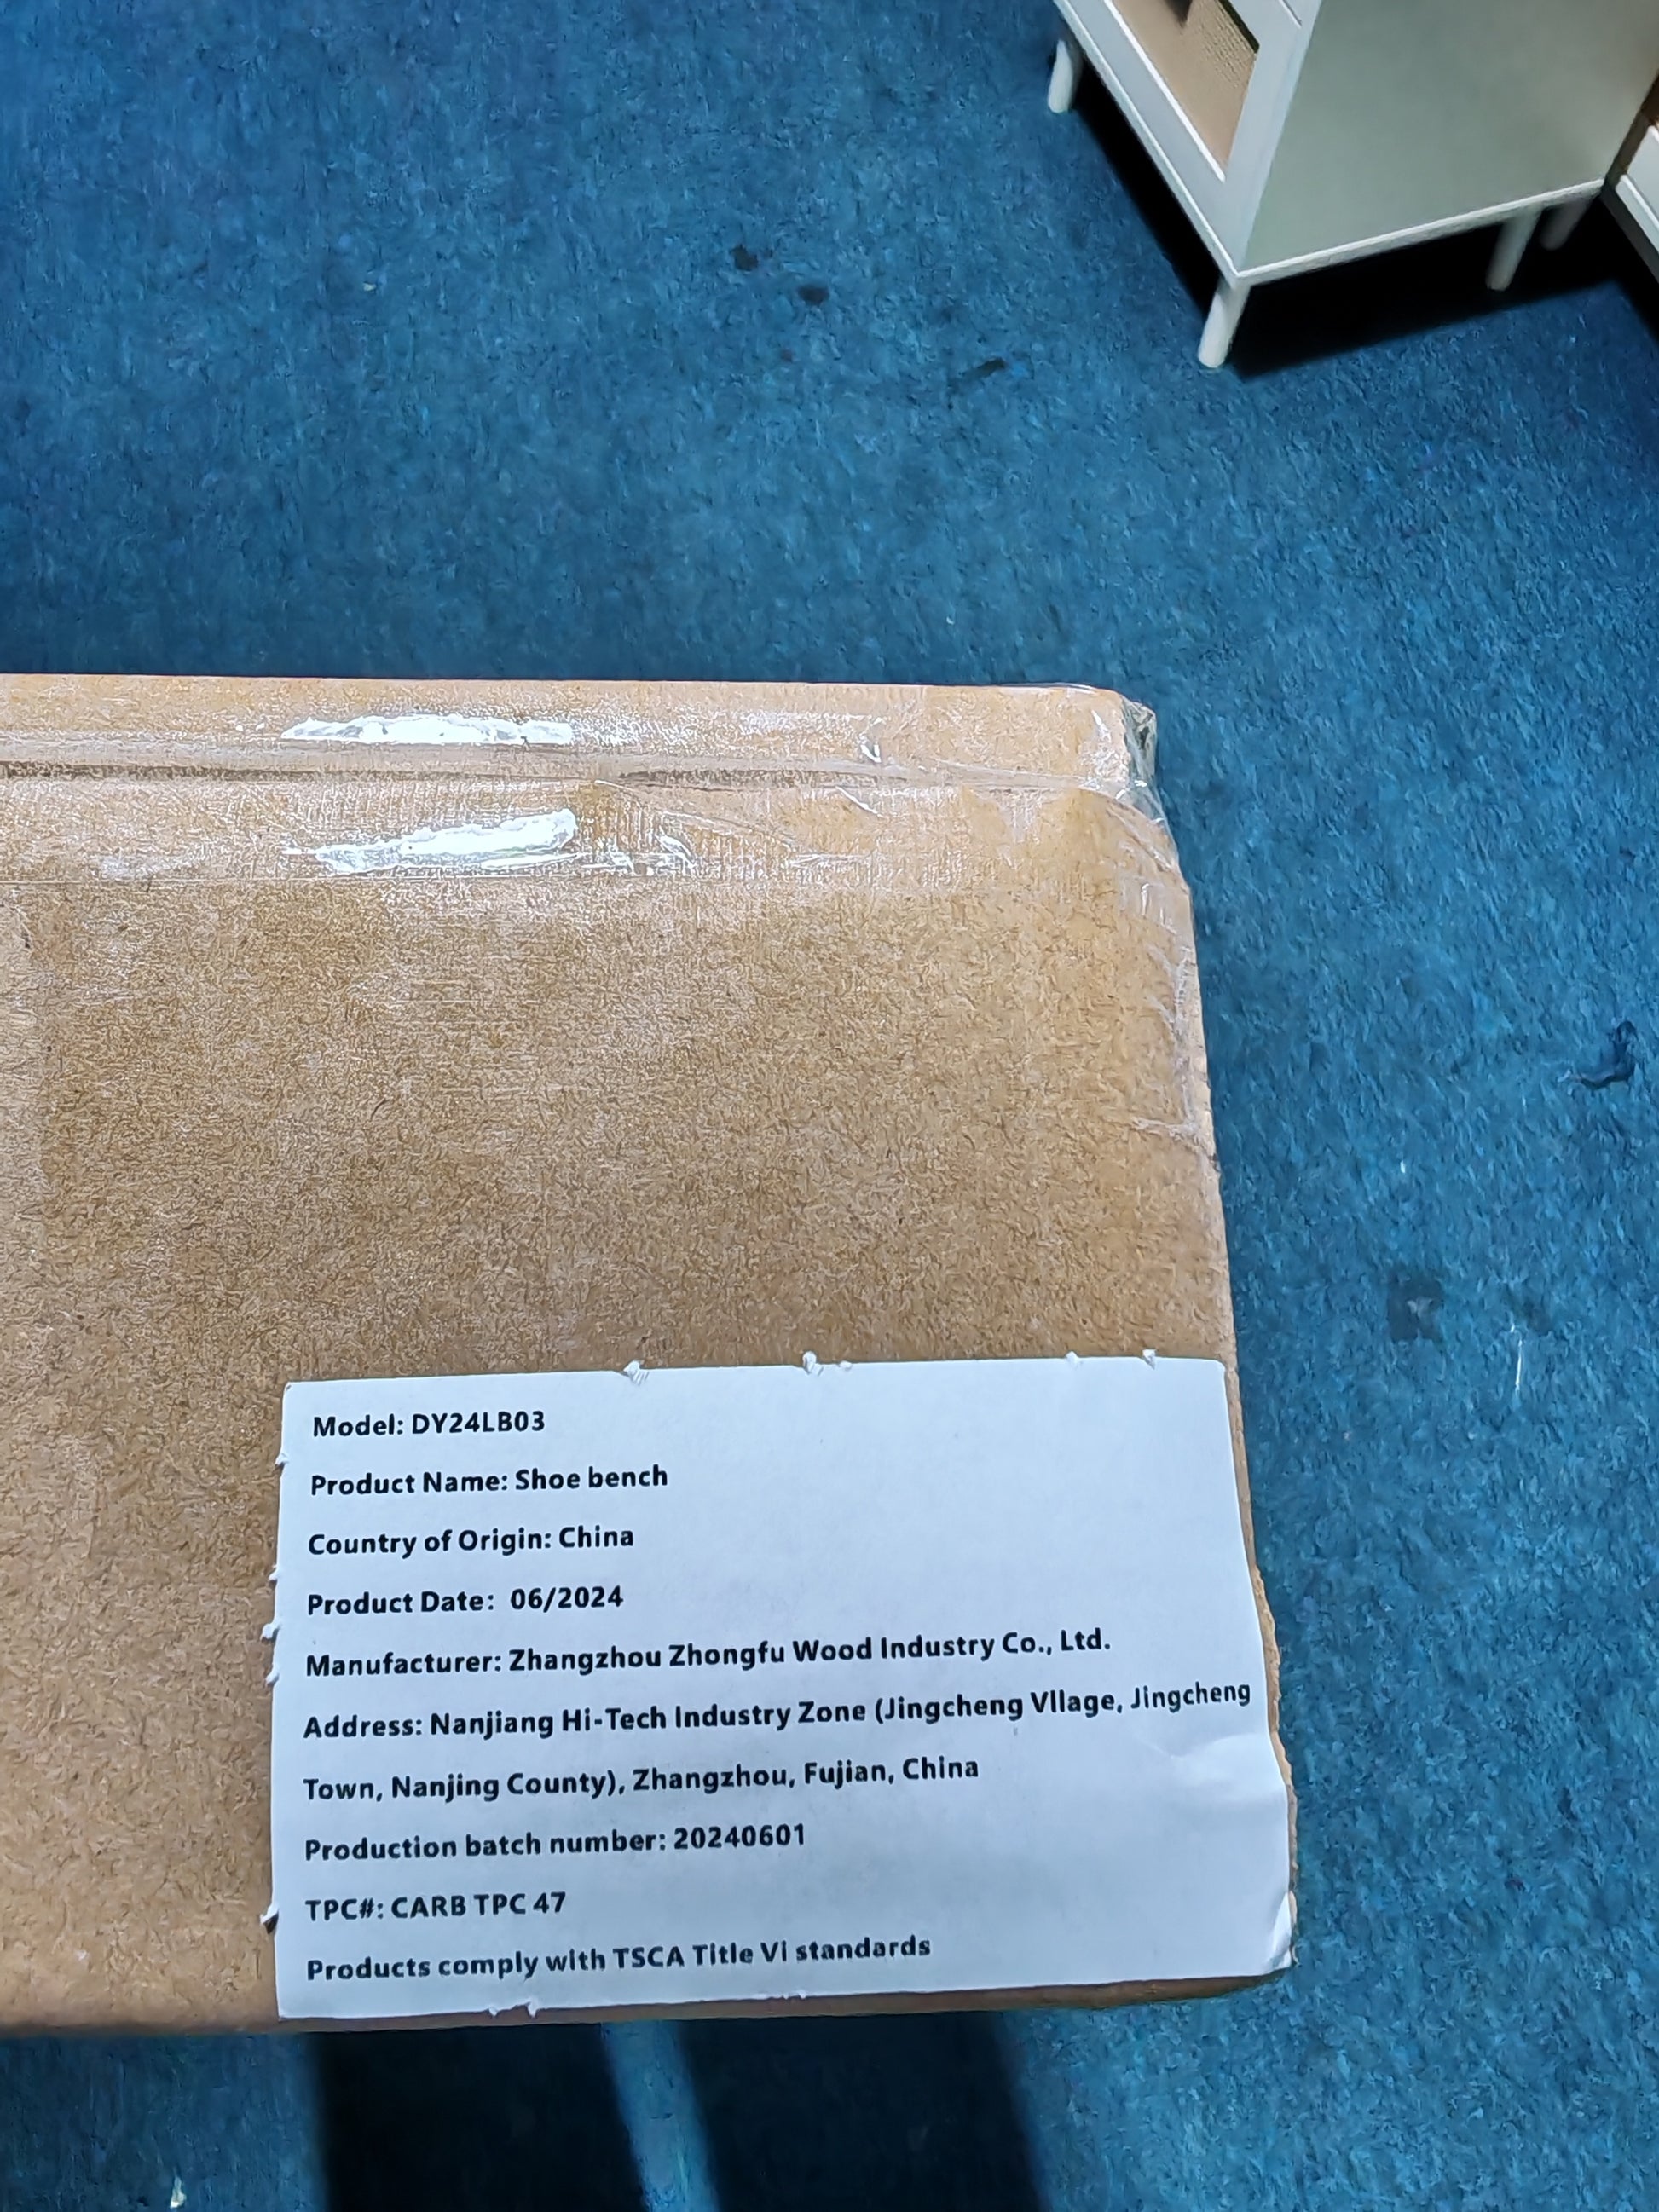 Model: DY24LB03
Product Name: Shoe bench
Country of Origin: China
Product Date: 06/2024
Manufacturer: Zhangzhou Zhongfu Wood Industry Co., Ltd.
Address: Nanjiang Hi-Tech Industry Zone (Jingcheng Vllage, Jingcheng
Town, Nanjing County), Zhangzhou, Fujian, China
Production batch number: 20240601
TPC#: CARB TPC 47
Products comply with TSCA Title Vi standards